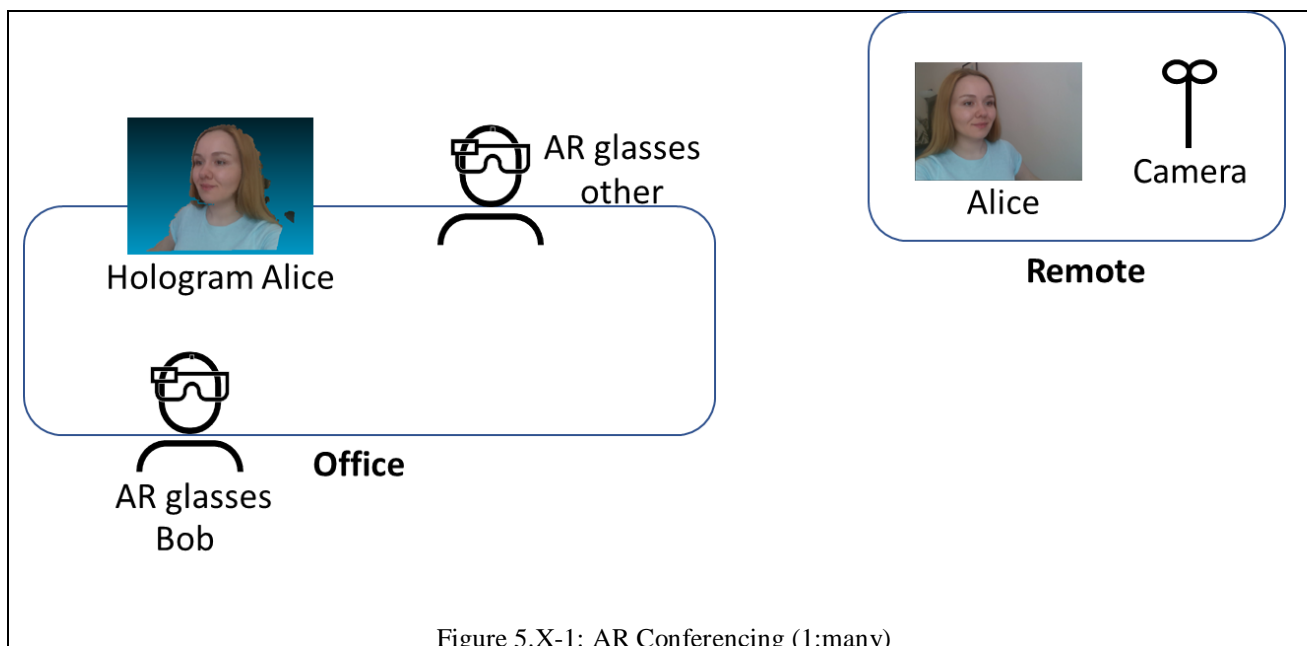 AR glasses
other
Hologram Alice
Alice
Camera
Remote
Office
AR glasses
Bob
Figure 5.X-1: AR Conferencing (1:many)